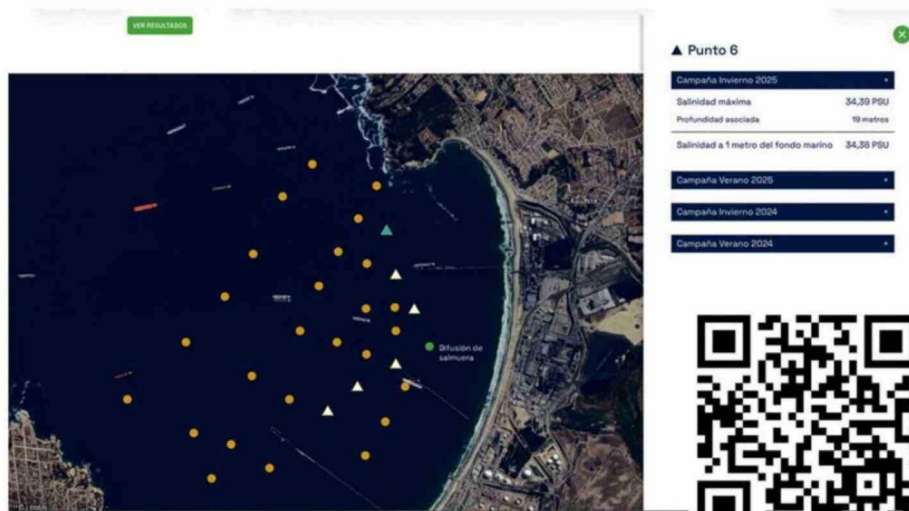 VER RESULTADOS
▲ Punto 6
Campaña Invierno 2025
Salinidad máxima 34,39 PSU
Profundidad asociada 19 metros
Salinidad a 1 metro del fondo marino 34,36 PSU
Campaña Verano 2025 +
Campaña Invierno 2024 +
Campaña Verano 2024 +
Difusión de
salmuera